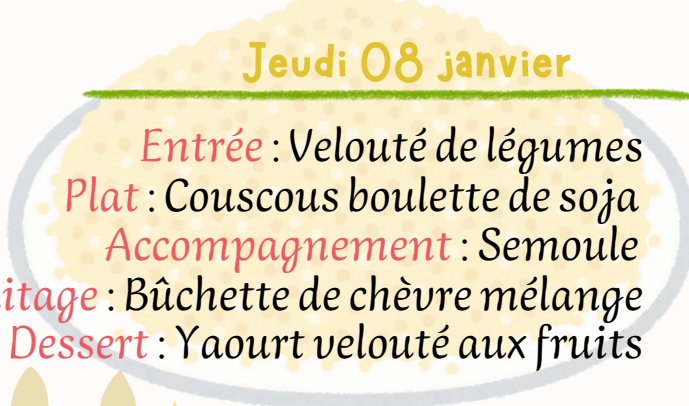 Jeudi 08 janvier
Entrée : Velouté de légumes
Plat : Couscous boulette de soja
Accompagnement : Semoule
itage : Bûchette de chèvre mélange
Dessert : Yaourt velouté aux fruits